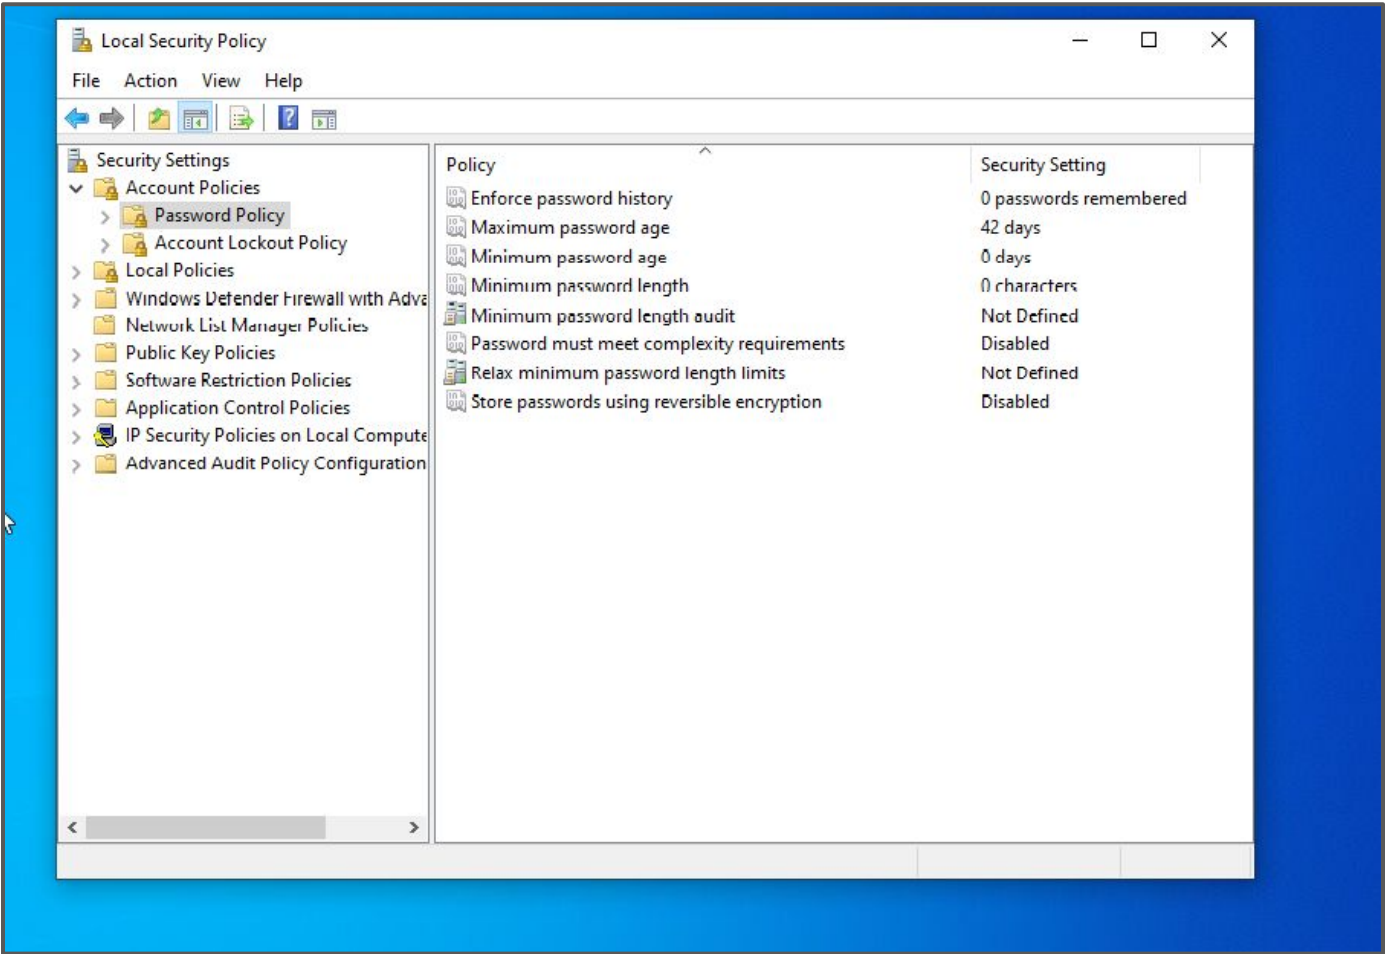 Local Security Policy
File Action View Help
Security Settings
Account Policies
Password Policy
Account Lockout Policy
Local Policies
Windows Defender Firewall with Adva
Network List Manager Policies
Public Key Policies
Software Restriction Policies
Application Control Policies
IP Security Policies on Local Compute
Advanced Audit Policy Configuration
Policy Security Setting
Enforce password history 0 passwords remembered
Maximum password age 42 days
Minimum password age 0 days
Minimum password length 0 characters
Minimum password length audit Not Defined
Password must meet complexity requirements Disabled
Relax minimum password length limits Not Defined
Store passwords using reversible encryption Disabled